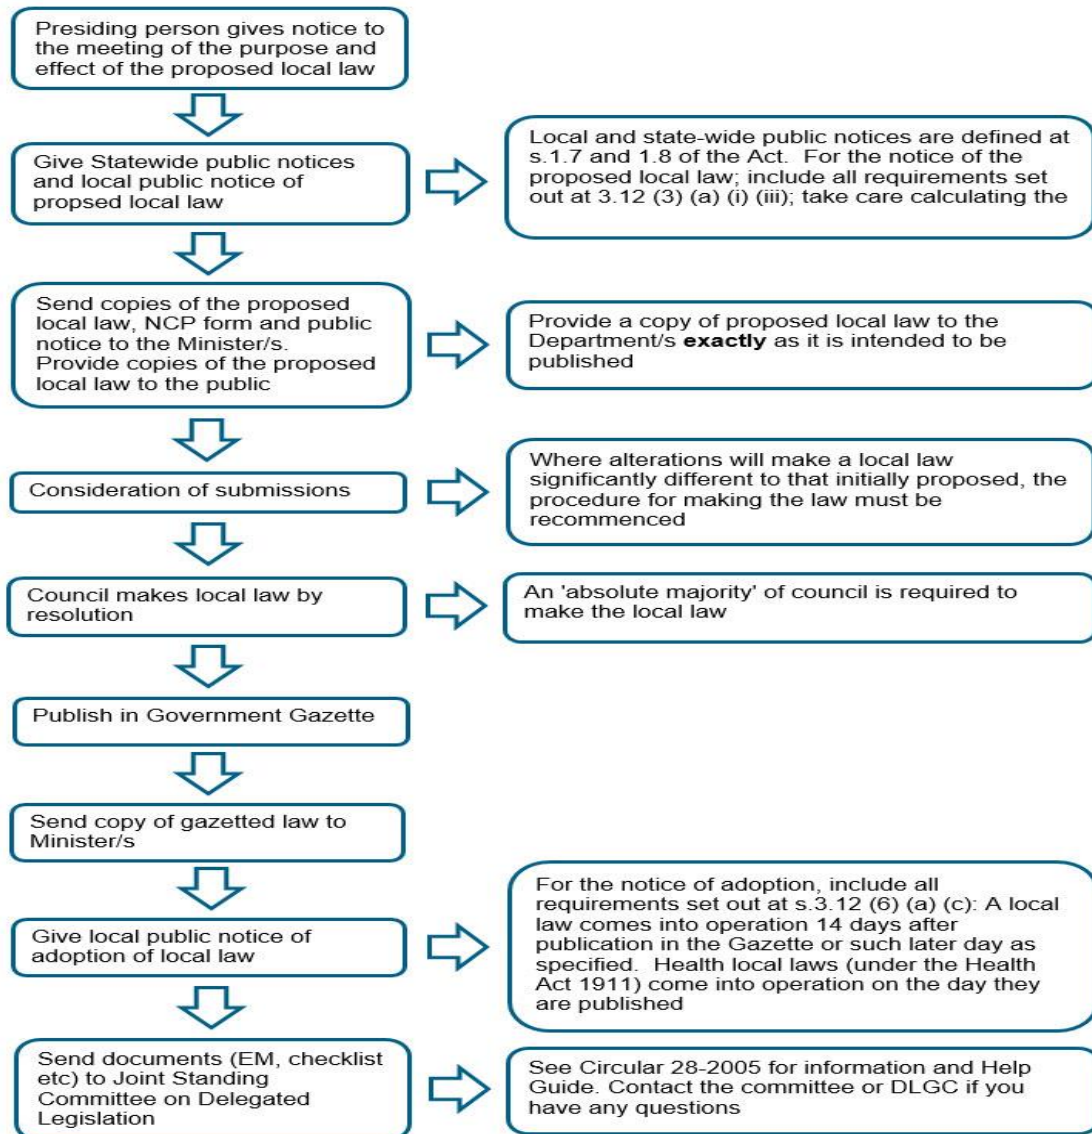 Presiding person gives notice to
the meeting of the purpose and
effect of the proposed local law
Give Statewide public notices
and local public notice of
propsed local law
Local and state-wide public notices are defined at
s.1.7 and 1.8 of the Act. For the notice of the
proposed local law; include all requirements set
out at 3.12 (3) (a) (i) (iii); take care calculating the
Send copies of the proposed
local law, NCP form and public
notice to the Minister/s.
Provide copies of the proposed
local law to the public
Provide a copy of proposed local law to the
Department/s exactly as it is intended to be
published
Consideration of submissions
Where alterations will make a local law
significantly different to that initially proposed, the
procedure for making the law must be
recommenced
Council makes local law by
resolution
An 'absolute majority' of council is required to
make the local law
Publish in Government Gazette
Send copy of gazetted law to
Minister/s
Give local public notice of
adoption of local law
For the notice of adoption, include all
requirements set out at s.3.12 (6) (a) (c): A local
law comes into operation 14 days after
publication in the Gazette or such later day as
specified. Health local laws (under the Health
Act 1911) come into operation on the day they
are published
Send documents (EM, checklist
etc) to Joint Standing
Committee on Delegated
Legislation
See Circular 28-2005 for information and Help
Guide. Contact the committee or DLGC if you
have any questions